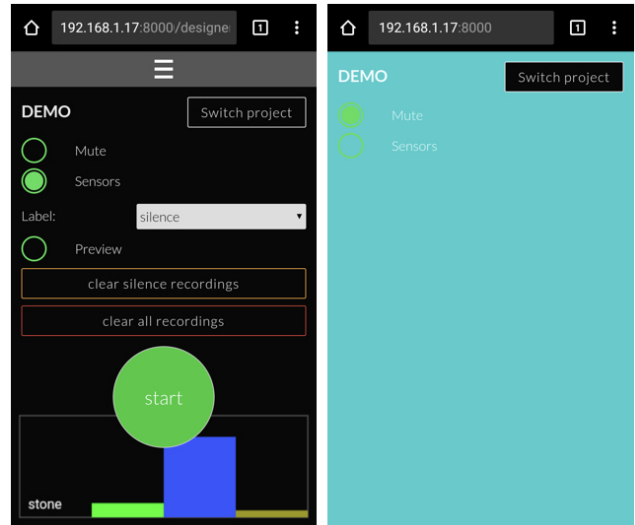 192.168.1.17:8000/designe
1
DEMO
Switch project
Mute
Sensors
Label:
silence
Preview
clear silence recordings
clear all recordings
start
stone
192.168.1.17:8000
1
DEMO
Switch project
Mute
Sensors